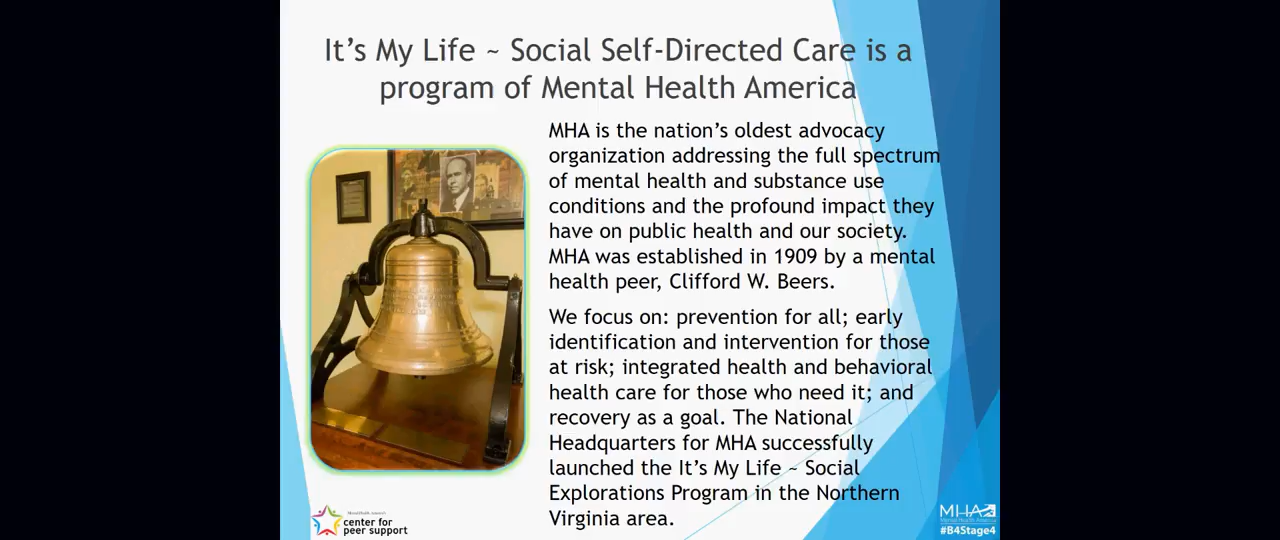 It's My Life ~ Social Self-Directed Care is a
program of Mental Health America
MHA is the nation's oldest advocacy
organization addressing the full spectrum
of mental health and substance use
conditions and the profound impact they
have on public health and our society.
MHA was established in 1909 by a mental
health peer, Clifford W. Beers.
We focus on: prevention for all; early
identification and intervention for those
at risk; integrated health and behavioral
health care for those who need it; and
recovery as a goal. The National
Headquarters for MHA successfully
launched the It's My Life ~ Social
Explorations Program in the Northern
Virginia area.
center for
peer support
MHA
Mental Health America
#B4Stage4